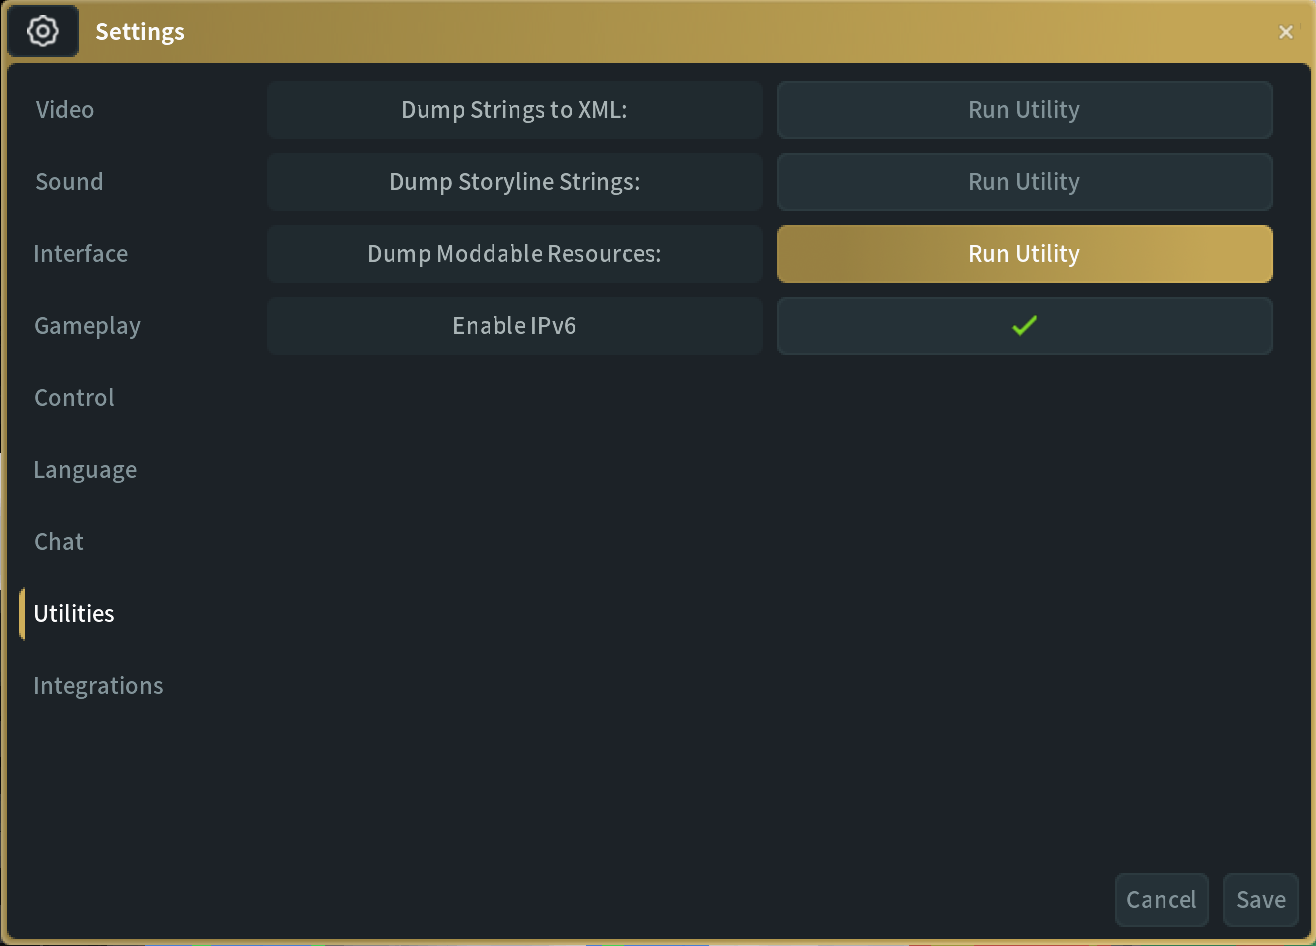 Settings
Video
Dump Strings to XML:
Run Utility
Sound
Dump Storyline Strings:
Run Utility
Interface
Dump Moddable Resources:
Run Utility
Gameplay
Enable IPv6
Control
Language
Chat
Utilities
Integrations
Cancel
Save